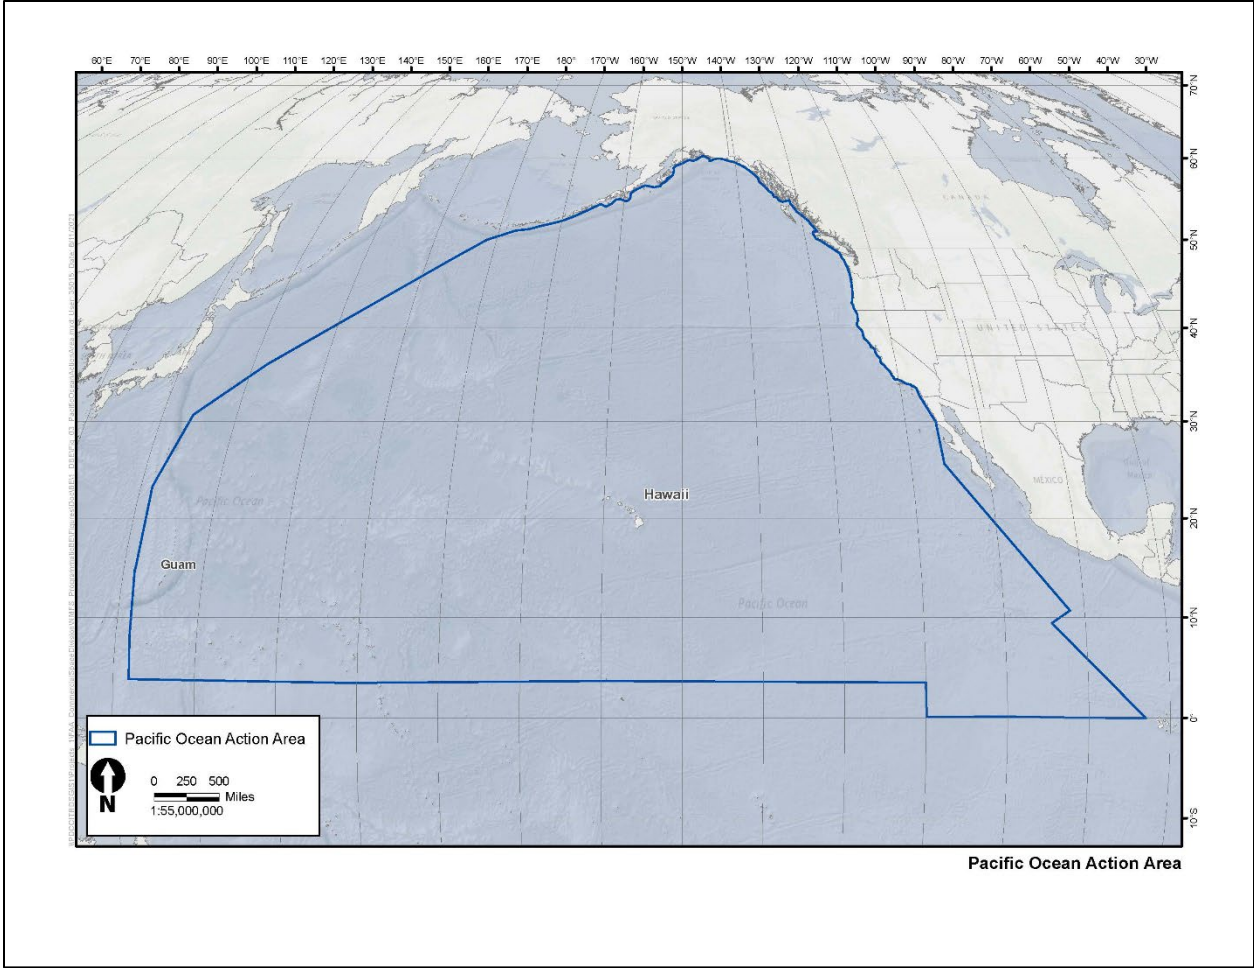 60°E 70°E 80°E 90°E 100°E 110°E 120°E 130°E 140°E 150°E 160°E 170°E 170°W 160°W 150°W 140°W 130°W 120°W 110°W 100°W 90°W 80°W 70°W 60°W 50°W 40°W 30°W
70°N
60°N
CANADA
50°N
UNITED STATES
40°N
30°N
MÉXICO
Pacific Ocean
Hawaii
20°N
Guam
Pacific Ocean
10°N
0°
Pacific Ocean Action Area
N
0 250 500
Miles
1:55,000,000
10°S
Pacific Ocean Action Area